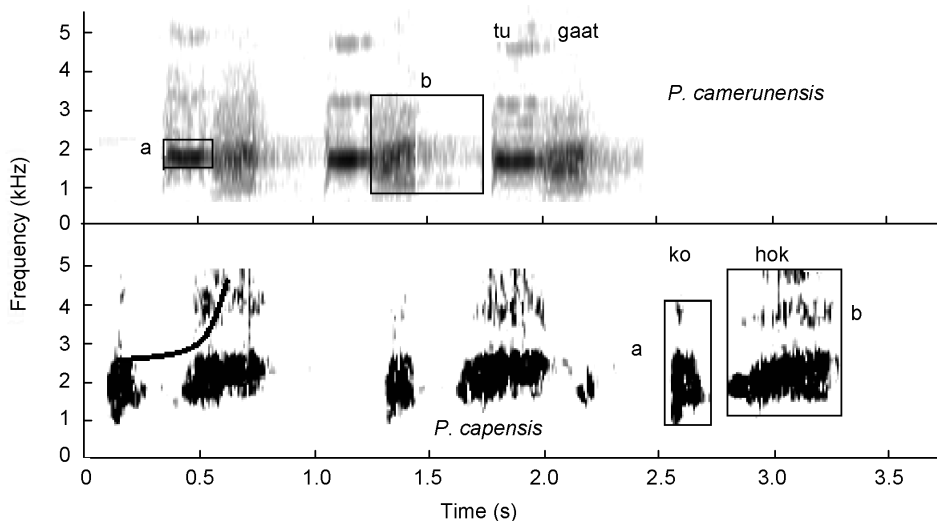 5
4
3
2
1
0
tu gaat
b
a
P. camerunensis
Frequency (kHz)
5
4
3
2
1
0
ko hok
a
b
P. capensis
0 0.5 1.0 1.5 2.0 2.5 3.0 3.5
Time (s)